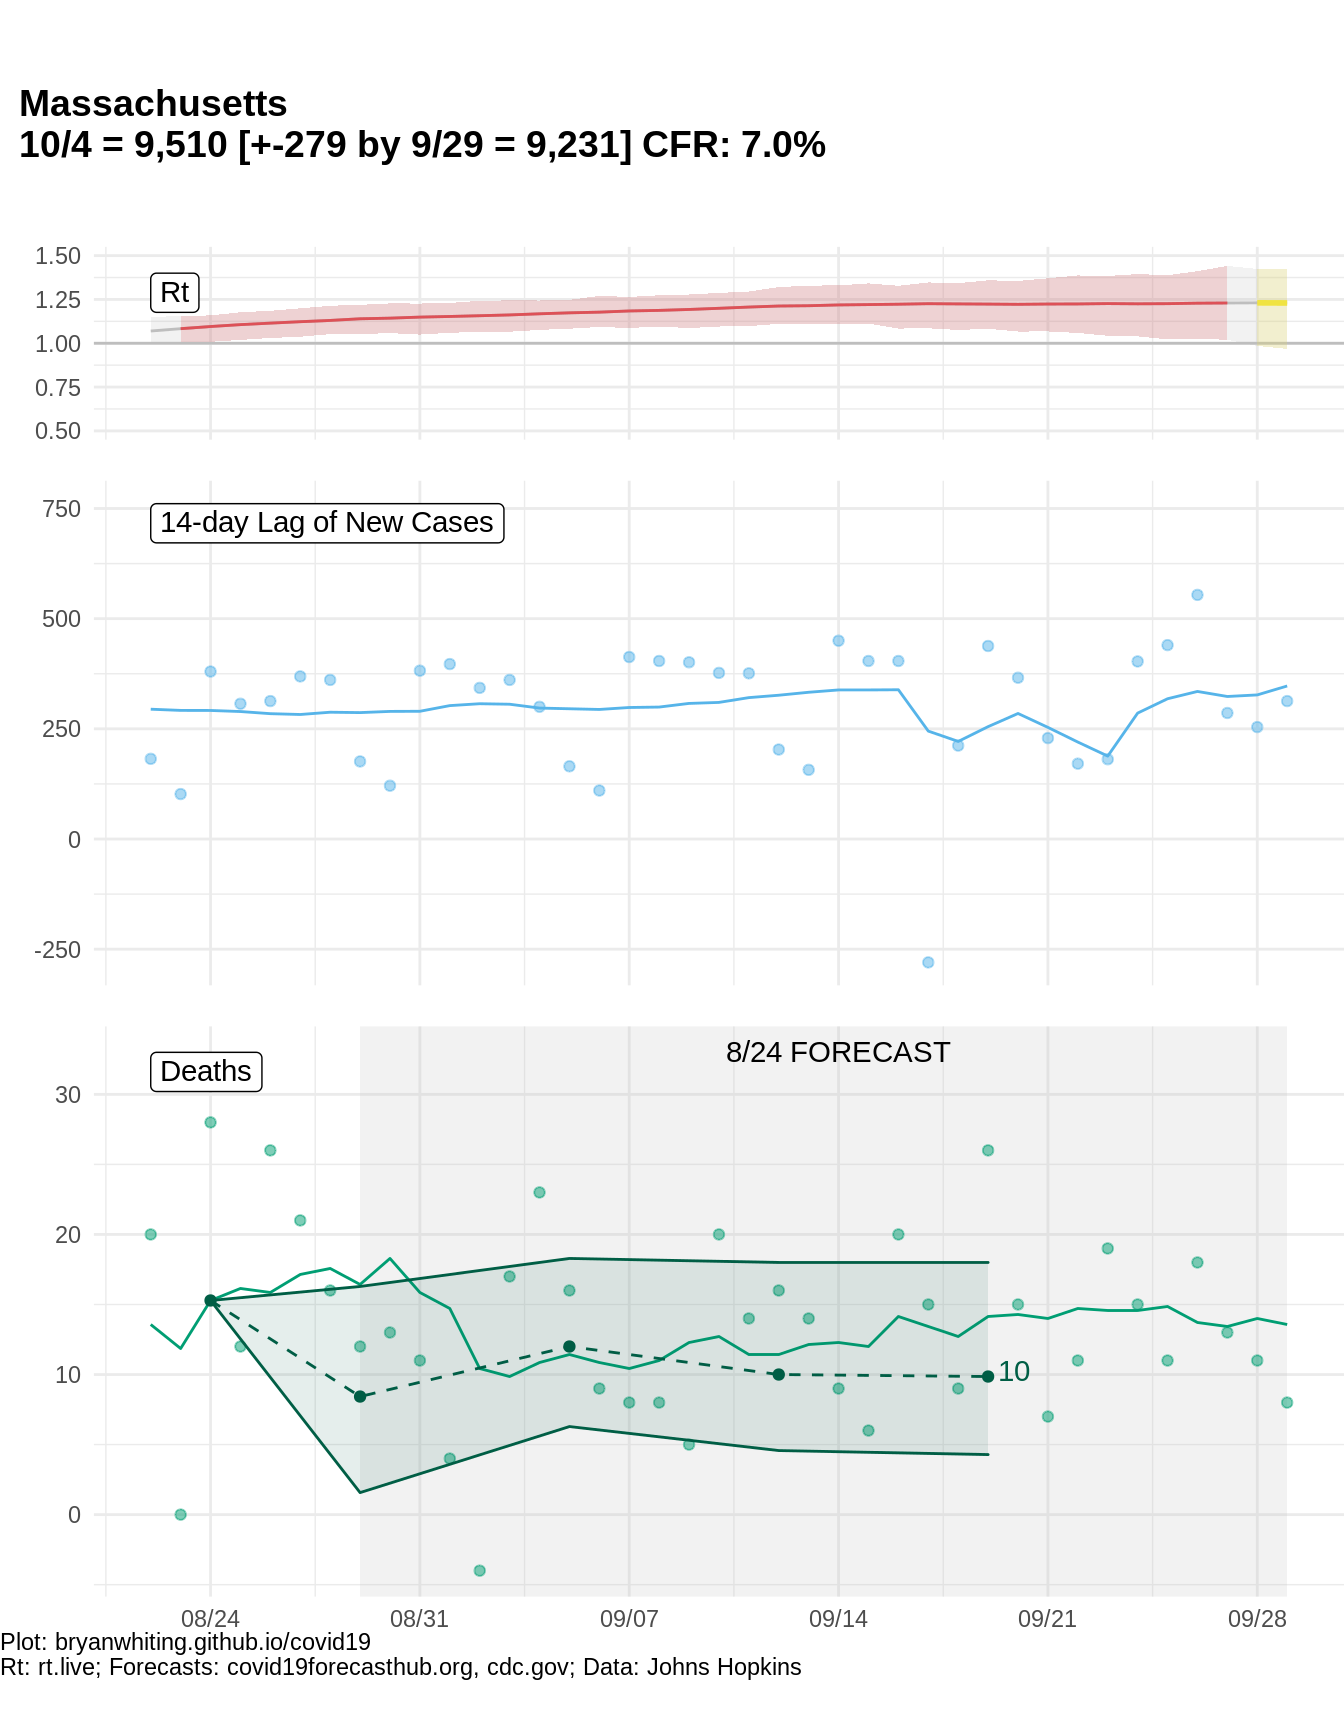 Massachusetts
10/4 = 9,510 [+-279 by 9/29 = 9,231] CFR: 7.0%
1.50
1.25
1.00
0.75
0.50
Rt
750
500
250
0
-250
14-day Lag of New Cases
8/24 FORECAST
Deaths
30
20
10
0
10
08/24
08/31
09/07
09/14
09/21
09/28
Plot: bryanwhiting.github.io/covid19
Rt: rt.live; Forecasts: covid19forecasthub.org, cdc.gov; Data: Johns Hopkins